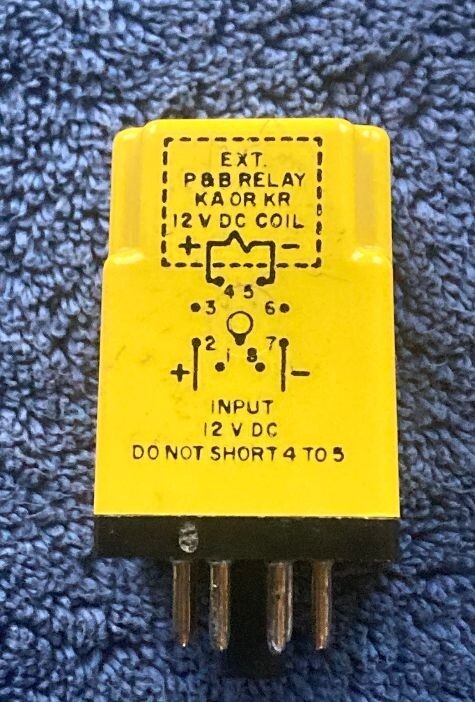 EXT.
P&B RELAY
KA OR KR
12 V DC COIL
+ -
4 5
3 6
2 1 8 7
+ -
INPUT
12 V DC
DO NOT SHORT 4 TO 5